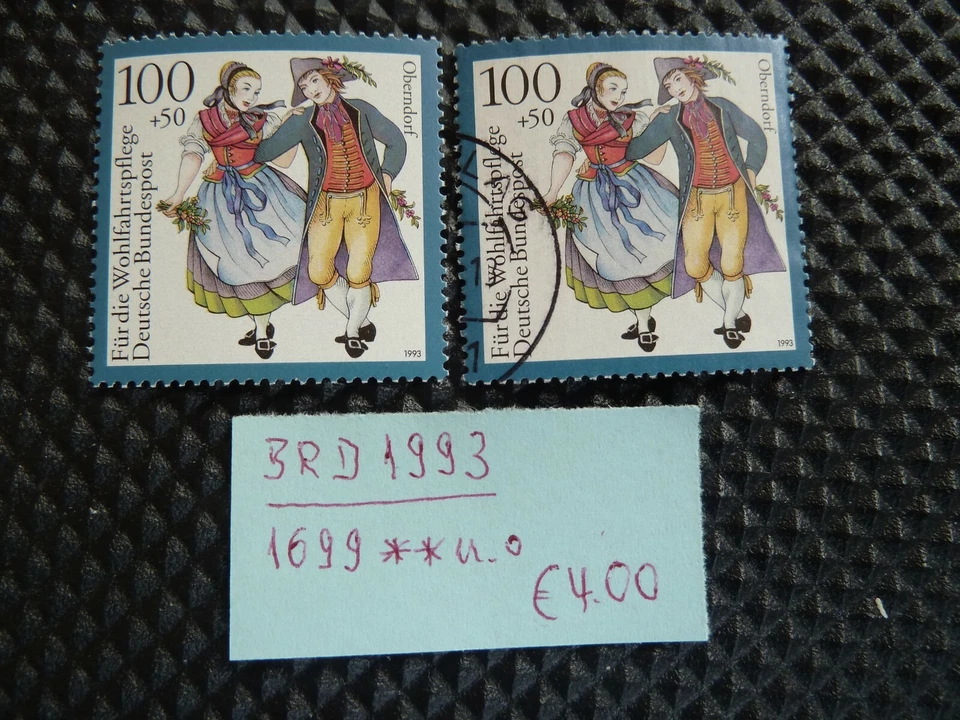 100
+50
Oberndorf
Für die Wohlfahrtspflege
Deutsche Bundespost
1993
100
+50
Oberndorf
Für die Wohlfahrtspflege
Deutsche Bundespost
1993
BRD 1993
1699 ** u. o
€ 4.00